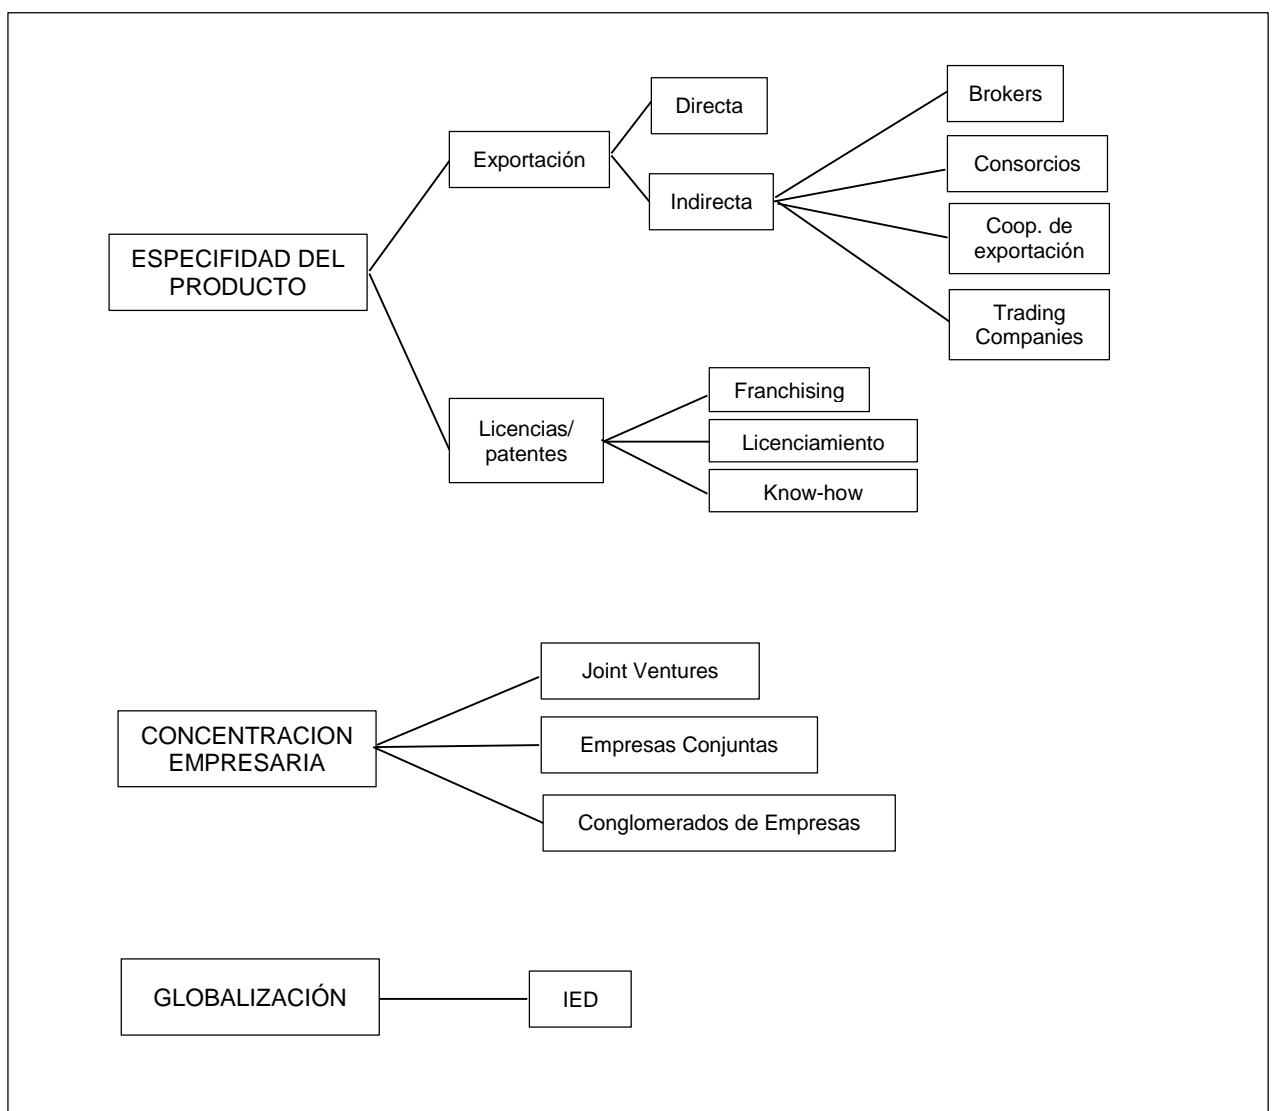 Directa
Brokers
Exportación
Consorcios
Indirecta
Coop. de
exportación
ESPECIFIDAD DEL
PRODUCTO
Trading
Companies
Franchising
Licencias/
patentes
Licenciamiento
Know-how
Joint Ventures
CONCENTRACION
EMPRESARIA
Empresas Conjuntas
Conglomerados de Empresas
GLOBALIZACIÓN
IED